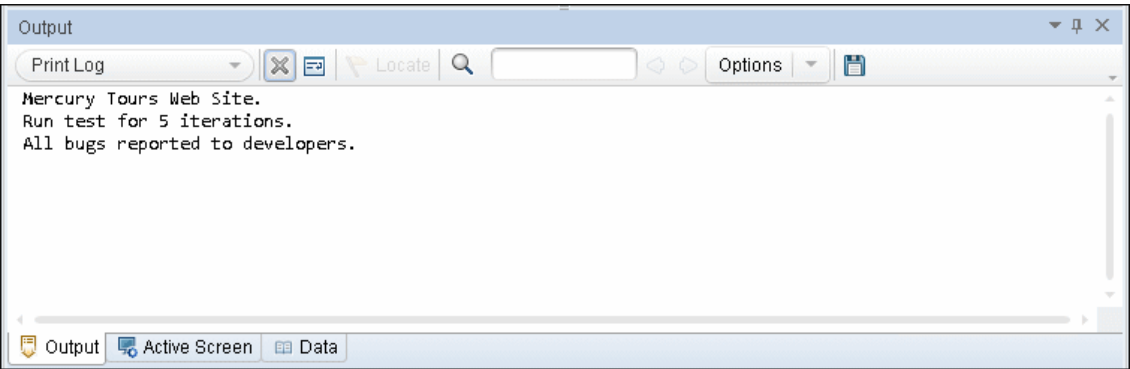 Output
Print Log
Locate
Options
Mercury Tours Web Site.
Run test for 5 iterations.
All bugs reported to developers.
Output
Active Screen
Data